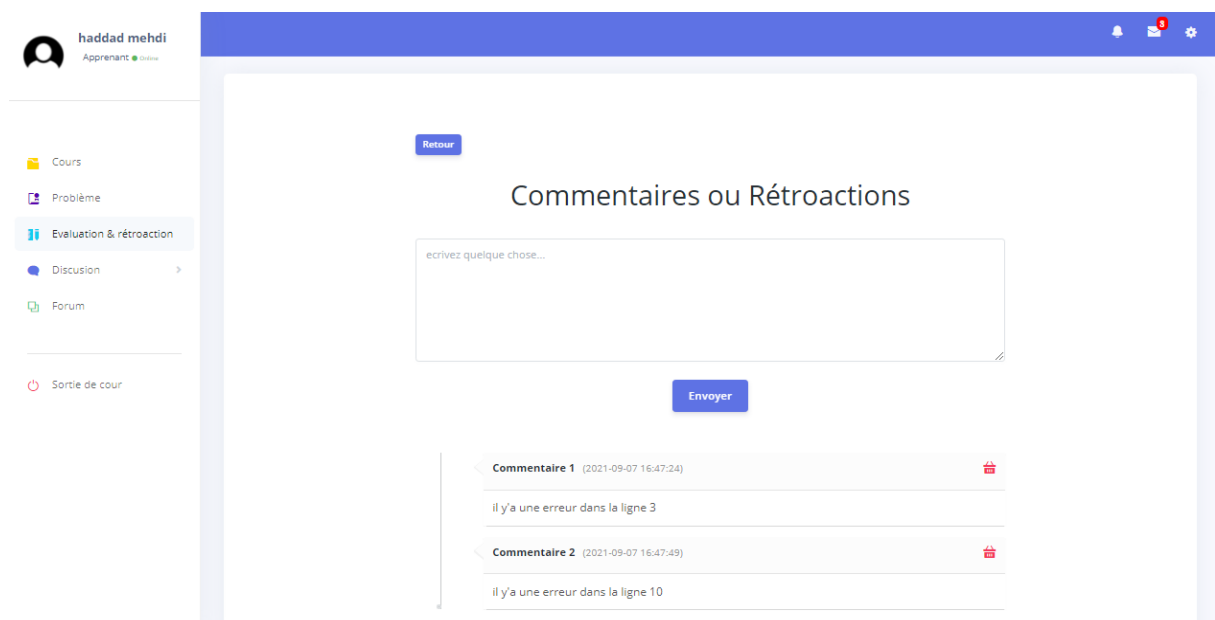 haddad mehdi
Apprenant Online
3
Cours
Problème
Evaluation & rétroaction
Discusion
Forum
Sortie de cour
Retour
Commentaires ou Rétroactions
ecrivez quelque chose...
Envoyer
Commentaire 1 (2021-09-07 16:47:24)
il y'a une erreur dans la ligne 3
Commentaire 2 (2021-09-07 16:47:49)
il y'a une erreur dans la ligne 10